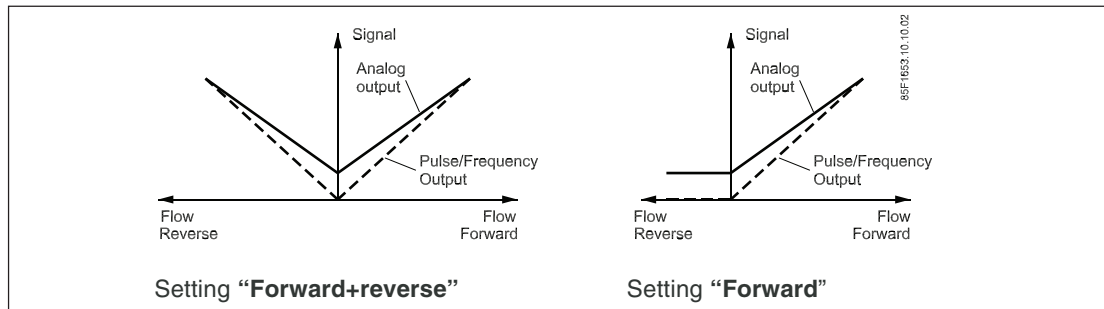 Signal
Analog
output
Pulse/Frequency
Output
Flow
Reverse
Flow
Forward
Setting “Forward+reverse”
Signal
Analog
output
Pulse/Frequency
Output
Flow
Reverse
Flow
Forward
Setting “Forward”
85F1653.10.10.02